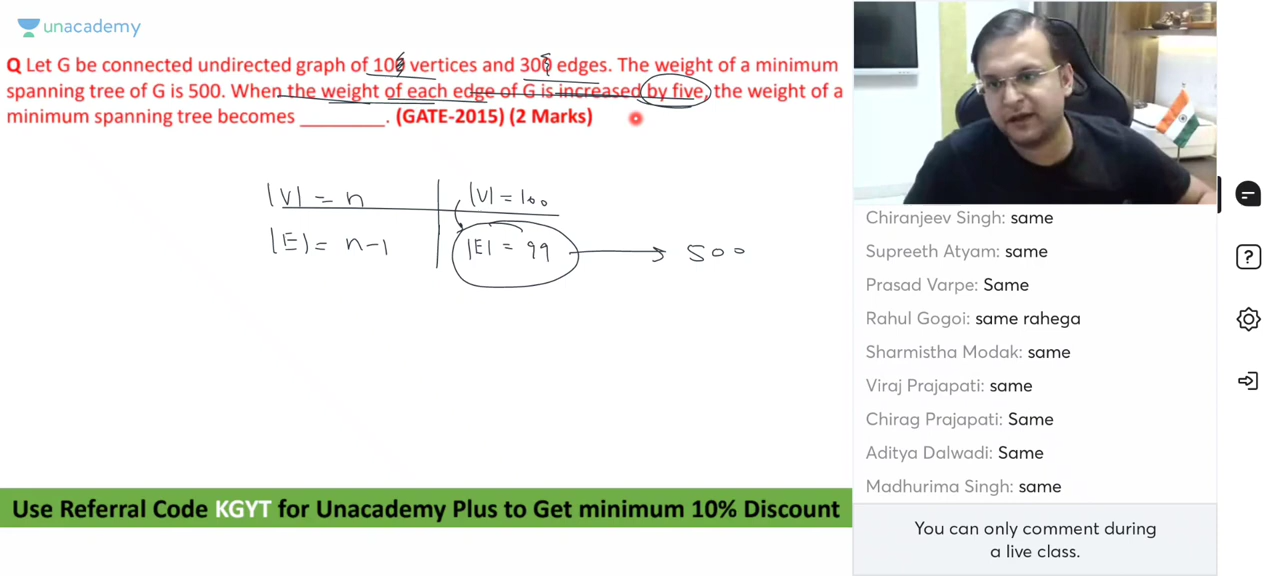 unacademy
Q Let G be connected undirected graph of 100 vertices and 300 edges. The weight of a minimum
spanning tree of G is 500. When the weight of each edge of G is increased by five, the weight of a
minimum spanning tree becomes ________. (GATE-2015) (2 Marks)
|V| = n
|V| = 100
|E| = n-1
|E| = 99
500
Use Referral Code KGYT for Unacademy Plus to Get minimum 10% Discount
Chiranjeev Singh: same
Supreeth Atyam: same
Prasad Varpe: Same
Rahul Gogoi: same rahega
Sharmistha Modak: same
Viraj Prajapati: same
Chirag Prajapati: Same
Aditya Dalwadi: Same
Madhurima Singh: same
You can only comment during
a live class.